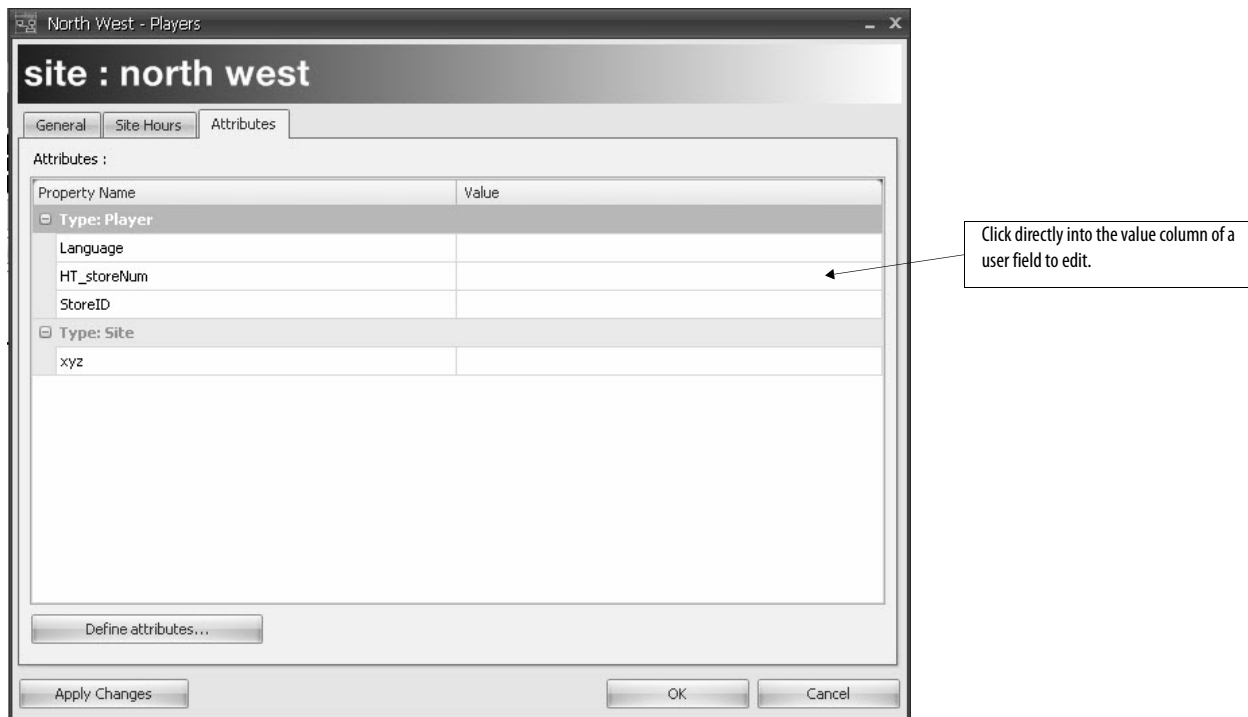 North West - Players
site : north west
General Site Hours Attributes
Attributes :
Property Name Value
Type: Player
Language
HT_storeNum
StoreID
Type: Site
xyz
Define attributes...
Apply Changes OK Cancel
Click directly into the value column of a
user field to edit.